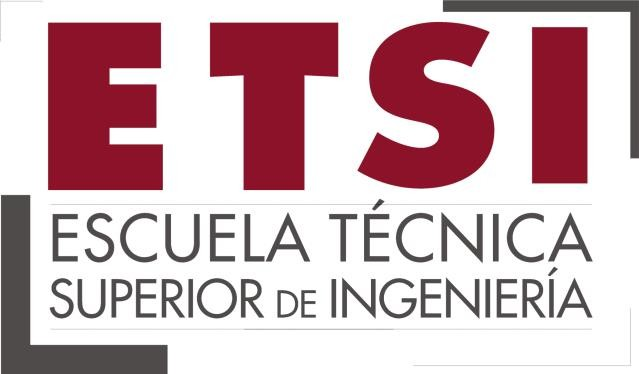 ETSI
ESCUELA TÉCNICA
SUPERIOR DE INGENIERÍA